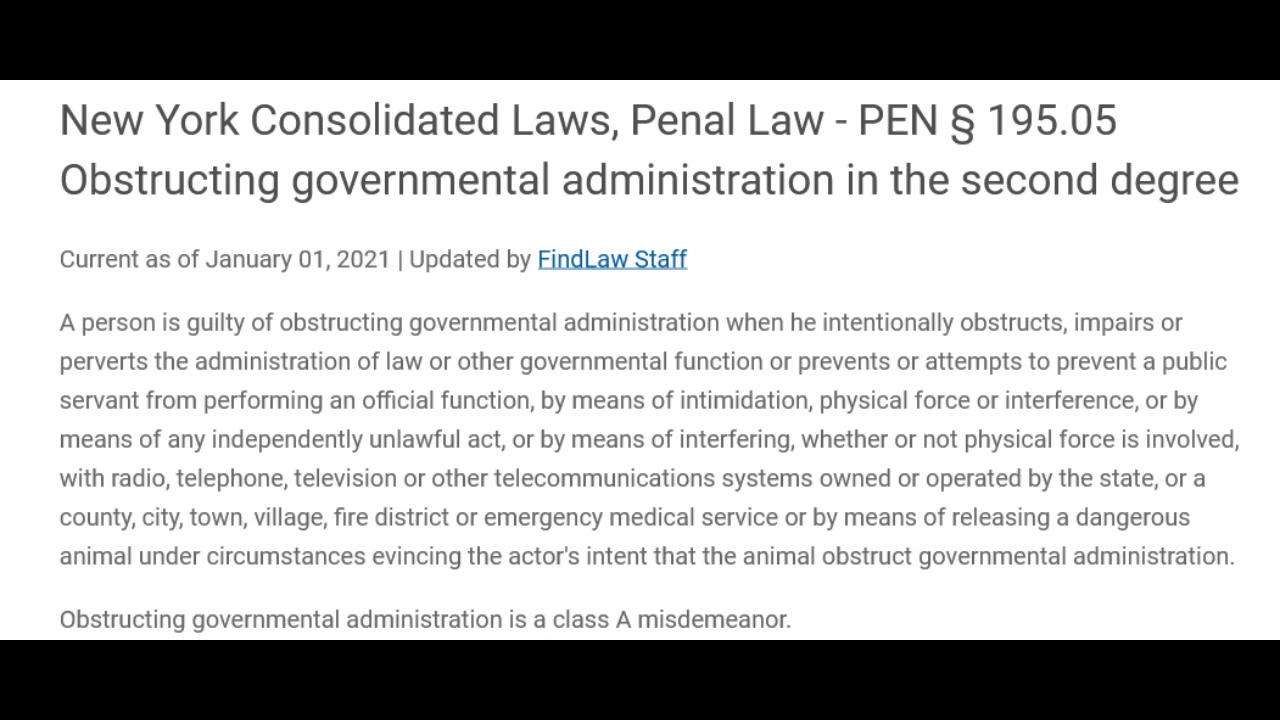 New York Consolidated Laws, Penal Law - PEN § 195.05
Obstructing governmental administration in the second degree
Current as of January 01, 2021 | Updated by FindLaw Staff
A person is guilty of obstructing governmental administration when he intentionally obstructs, impairs or
perverts the administration of law or other governmental function or prevents or attempts to prevent a public
servant from performing an official function, by means of intimidation, physical force or interference, or by
means of any independently unlawful act, or by means of interfering, whether or not physical force is involved,
with radio, telephone, television or other telecommunications systems owned or operated by the state, or a
county, city, town, village, fire district or emergency medical service or by means of releasing a dangerous
animal under circumstances evincing the actor's intent that the animal obstruct governmental administration.
Obstructing governmental administration is a class A misdemeanor.